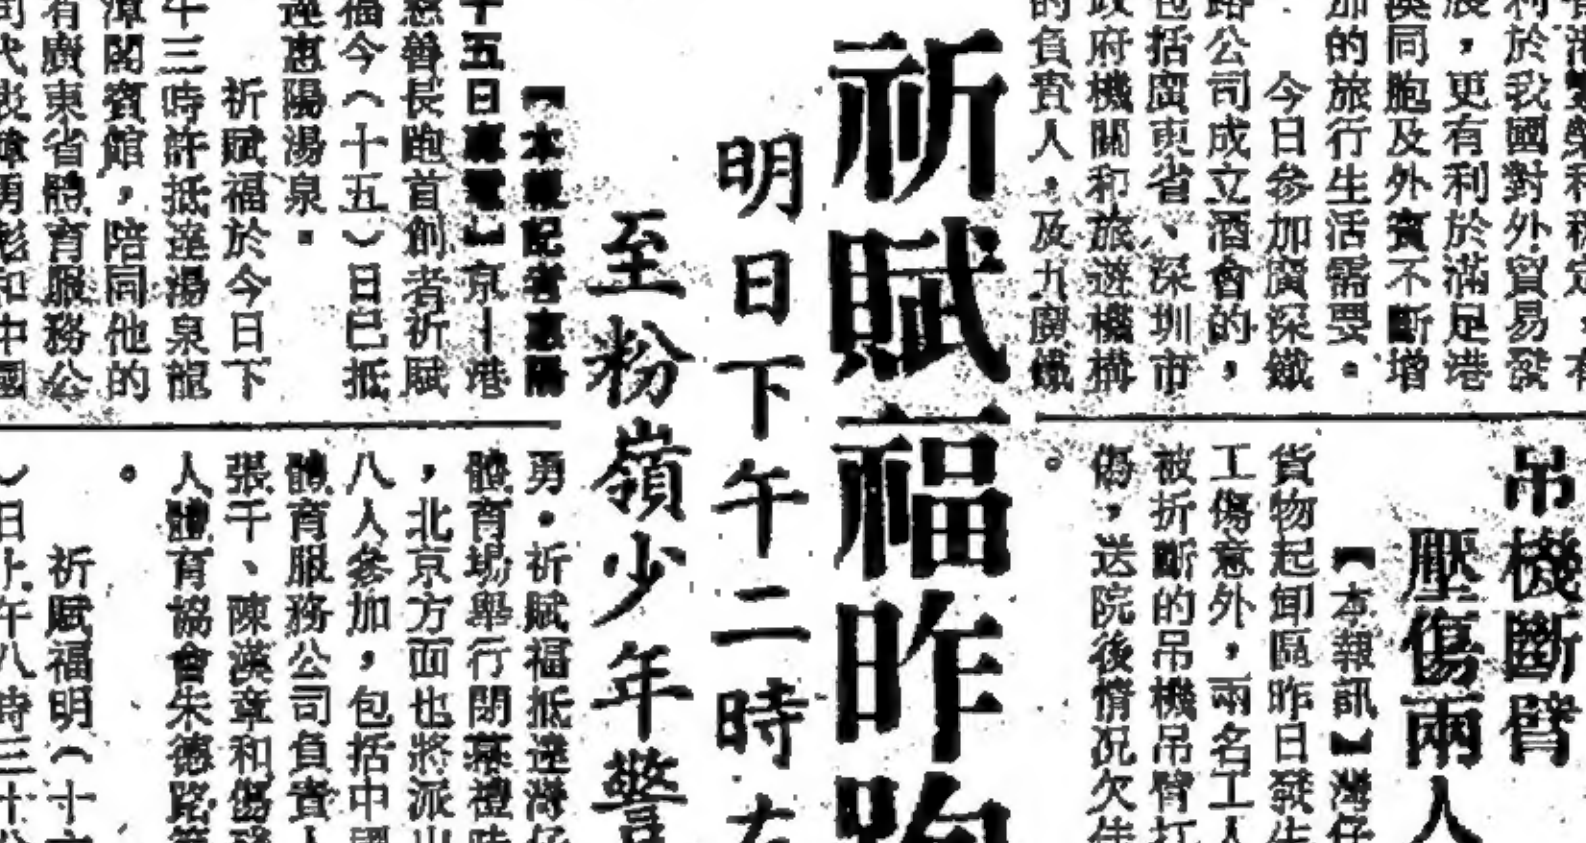 利於我國對外貿易發
展，更有利於滿足港
澳同胞及外賓不斷增
加的旅行生活需要。
今日參加廣深鐵
路公司成立酒會的，
包括廣東省、深圳市
政府機關和旅遊機構
的負責人，及九廣鐵
。
吊機斷臂
壓傷兩人
【本報訊】灣仔
貨物起卸區昨日發生
工傷意外，兩名工人
被折斷的吊機吊臂打
傷，送院後情況欠佳
祈賦福昨跑
明日下午二時左
至粉嶺少年警
【本報記者惠陽
十五日專電】京—港
慈善長跑首創者祈賦
福今（十五）日已抵
達惠陽湯泉。
祈賦福於今日下
午三時許抵達湯泉龍
潭閣賓館，陪同他的
有廣東省體育服務公
勇。祈賦福抵達灣仔
體育場舉行閉幕禮時
，北京方面也將派出
八人參加，包括中國
體育服務公司負責人
張千、陳漢章和傷殘
人體育協會朱德路等
。
祈賦福明（十六
）日上午八時三十分